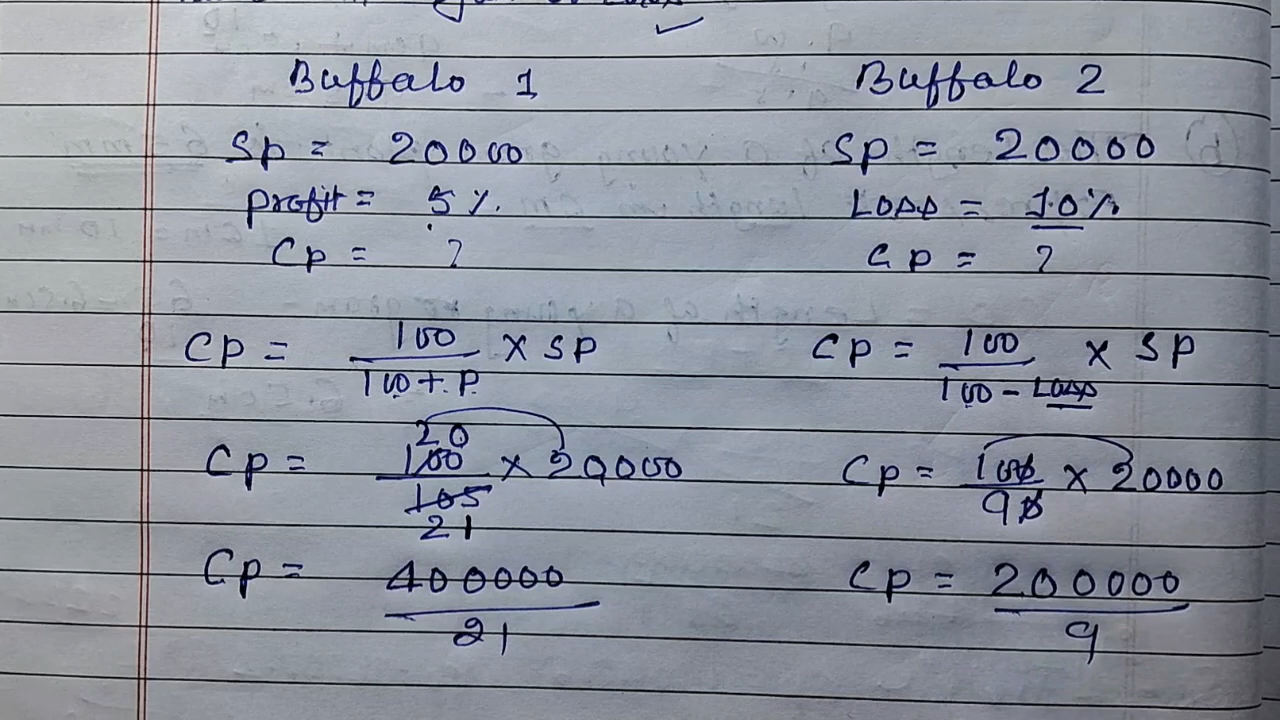 Buffalo 1 Buffalo 2
SP = 20000 SP = 20000
Profit = 5 %. Loss = 10%
CP = ? CP = ?
CP = 100/100 + P × SP CP = 100/100 - Loss × SP
20
CP = 100/105 × 20000 CP = 100/90 × 20000
21
CP = 400000/21 CP = 200000/9